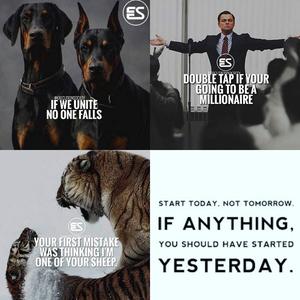 ES
IF WE UNITE
NO ONE FALLS
ES
DOUBLE TAP IF YOUR
GOING TO BE A
MILLIONAIRE
ES
YOUR FIRST MISTAKE
WAS THINKING I'M
ONE OF YOUR SHEEP.
START TODAY, NOT TOMORROW.
IF ANYTHING,
YOU SHOULD HAVE STARTED
YESTERDAY.